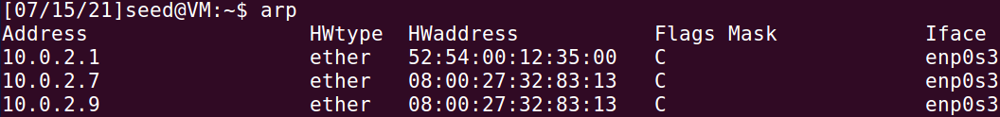 [07/15/21]seed@VM:~$ arp
Address                  HWtype  HWaddress           Flags Mask            Iface
10.0.2.1                 ether   52:54:00:12:35:00   C                     enp0s3
10.0.2.7                 ether   08:00:27:32:83:13   C                     enp0s3
10.0.2.9                 ether   08:00:27:32:83:13   C                     enp0s3